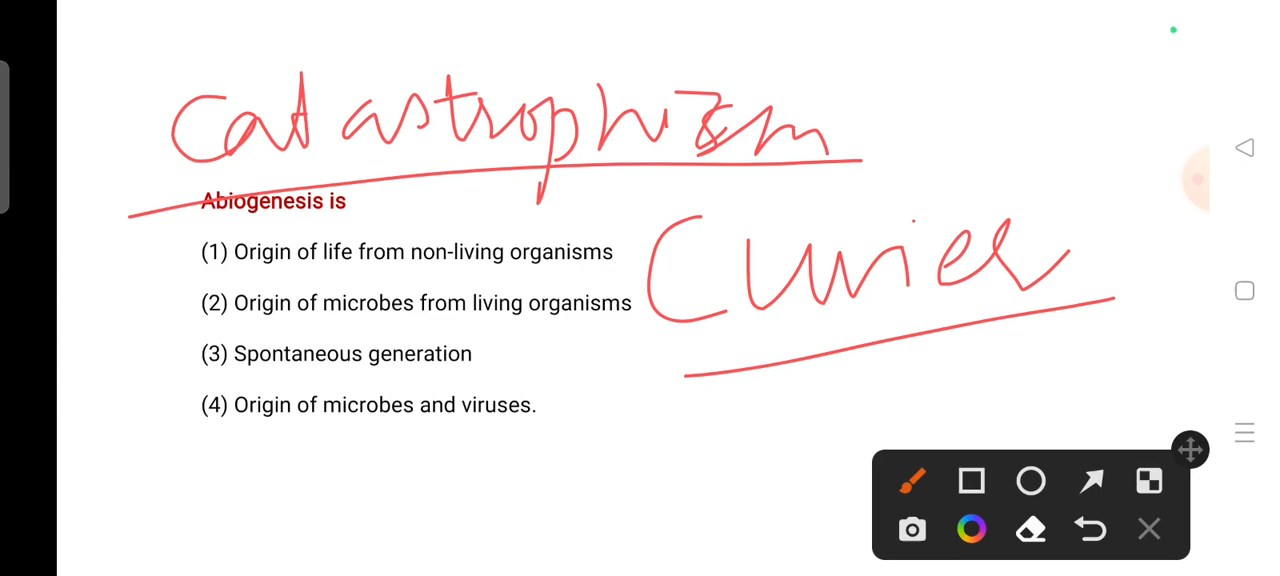 Catastrophism
Abiogenesis is
(1) Origin of life from non-living organisms
Cuvier
(2) Origin of microbes from living organisms
(3) Spontaneous generation
(4) Origin of microbes and viruses.